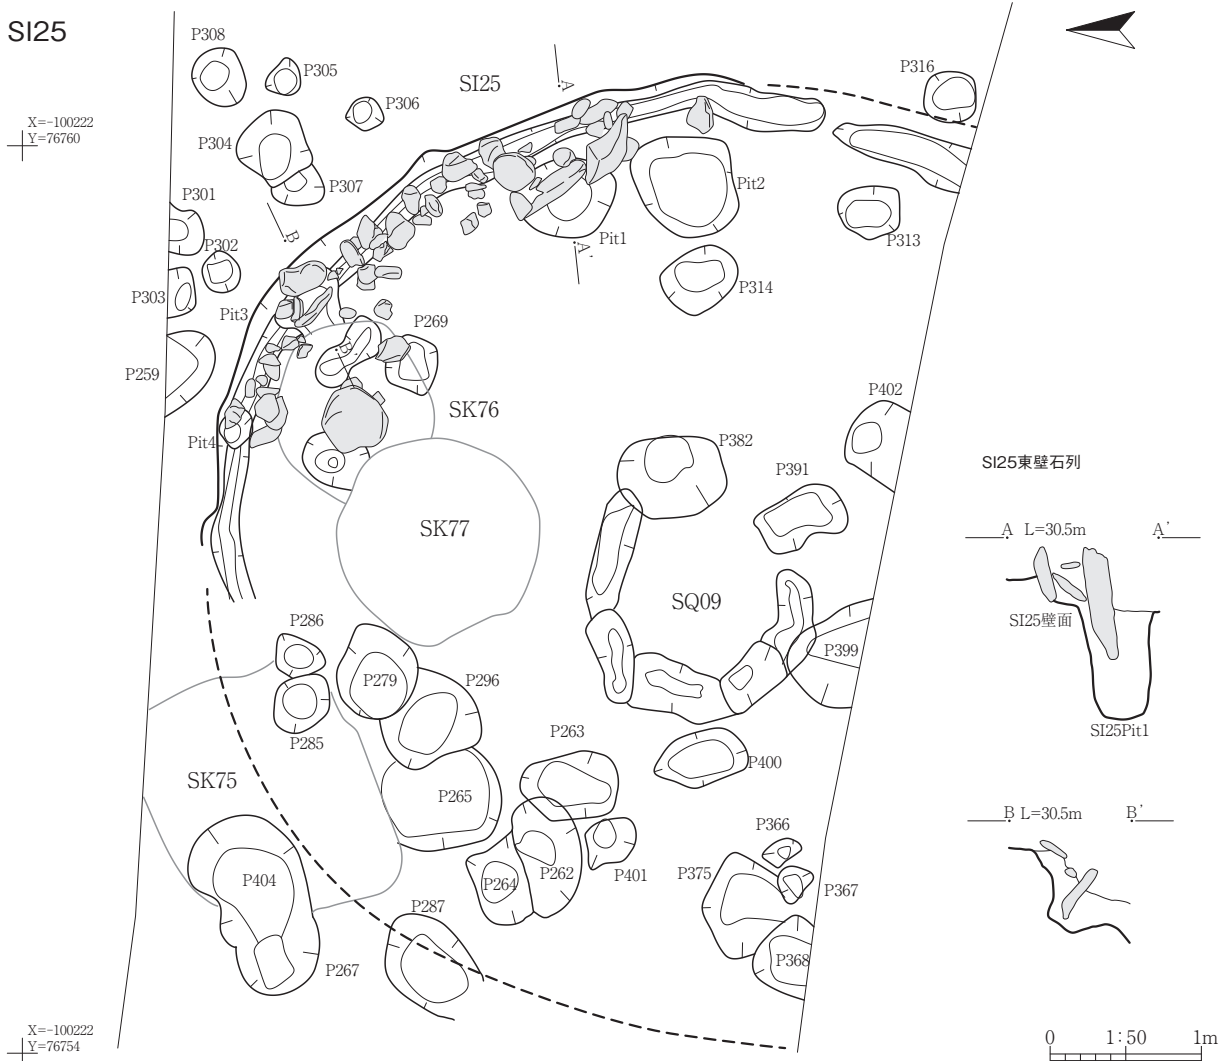 SI25
X=-100222
Y=76760
P308
P305
P306
SI25
A
P316
P304
P307
P301
P302
B
P303
Pit3
P259
Pit1
A'
Pit2
P313
P314
P269
B'
SK76
Pit4
P402
P382
P391
SK77
SI25東壁石列
A L=30.5m A'
SI25壁面
SI25Pit1
SQ09
P286
P279
P296
P399
P285
P263
P400
SK75
P265
B L=30.5m B'
P366
P404
P264
P262
P401
P375
P367
P287
P267
P368
X=-100222
Y=76754
0 1:50 1m